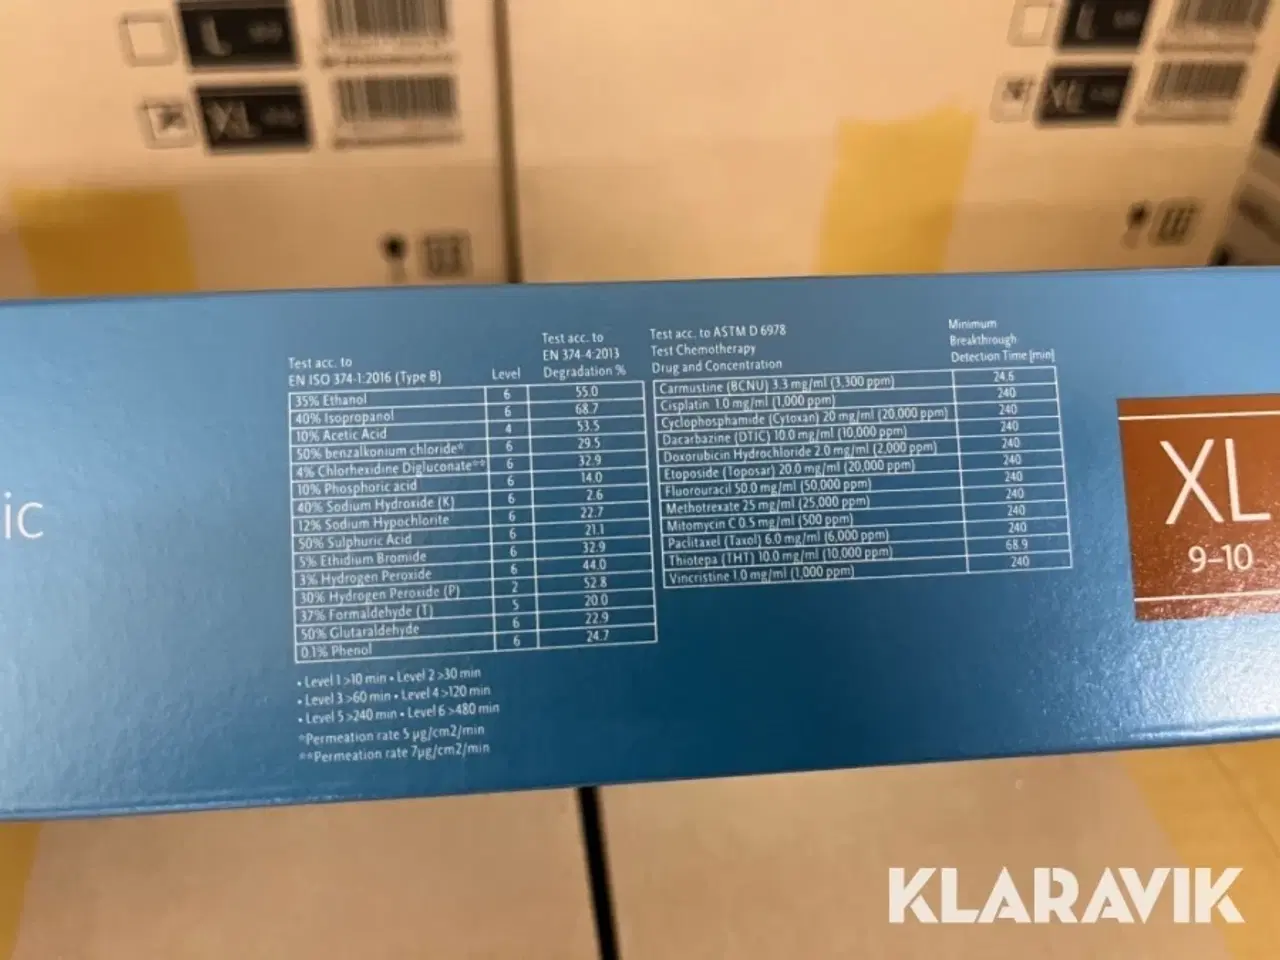 L
XL
L
XL
ic
Test acc. to
EN ISO 374-1:2016 (Type B)
Level
Test acc. to
EN 374-4:2013
Degradation %
35% Ethanol 6 55.0
40% Isopropanol 6 68.7
10% Acetic Acid 4 53.5
50% benzalkonium chloride* 6 29.5
4% Chlorhexidine Digluconate** 6 32.9
10% Phosphoric acid 6 14.0
40% Sodium Hydroxide (K) 6 2.6
12% Sodium Hypochlorite 6 22.7
50% Sulphuric Acid 6 21.1
5% Ethidium Bromide 6 32.9
3% Hydrogen Peroxide 6 44.0
30% Hydrogen Peroxide (P) 2 52.8
37% Formaldehyde (T) 5 20.0
50% Glutaraldehyde 6 22.9
0.1% Phenol 6 24.7
• Level 1 >10 min • Level 2 >30 min
• Level 3 >60 min • Level 4 >120 min
• Level 5 >240 min • Level 6 >480 min
*Permeation rate 5 µg/cm2/min
**Permeation rate 7µg/cm2/min
Test acc. to ASTM D 6978
Test Chemotherapy
Drug and Concentration
Minimum
Breakthrough
Detection Time [min]
Carmustine (BCNU) 3.3 mg/ml (3,300 ppm) 24.6
Cisplatin 1.0 mg/ml (1,000 ppm) 240
Cyclophosphamide (Cytoxan) 20 mg/ml (20,000 ppm) 240
Dacarbazine (DTIC) 10.0 mg/ml (10,000 ppm) 240
Doxorubicin Hydrochloride 2.0 mg/ml (2,000 ppm) 240
Etoposide (Toposar) 20.0 mg/ml (20,000 ppm) 240
Fluorouracil 50.0 mg/ml (50,000 ppm) 240
Methotrexate 25 mg/ml (25,000 ppm) 240
Mitomycin C 0.5 mg/ml (500 ppm) 240
Paclitaxel (Taxol) 6.0 mg/ml (6,000 ppm) 240
Thiotepa (THT) 10.0 mg/ml (10,000 ppm) 68.9
Vincristine 1.0 mg/ml (1,000 ppm) 240
XL
9–10
KLARAVIK